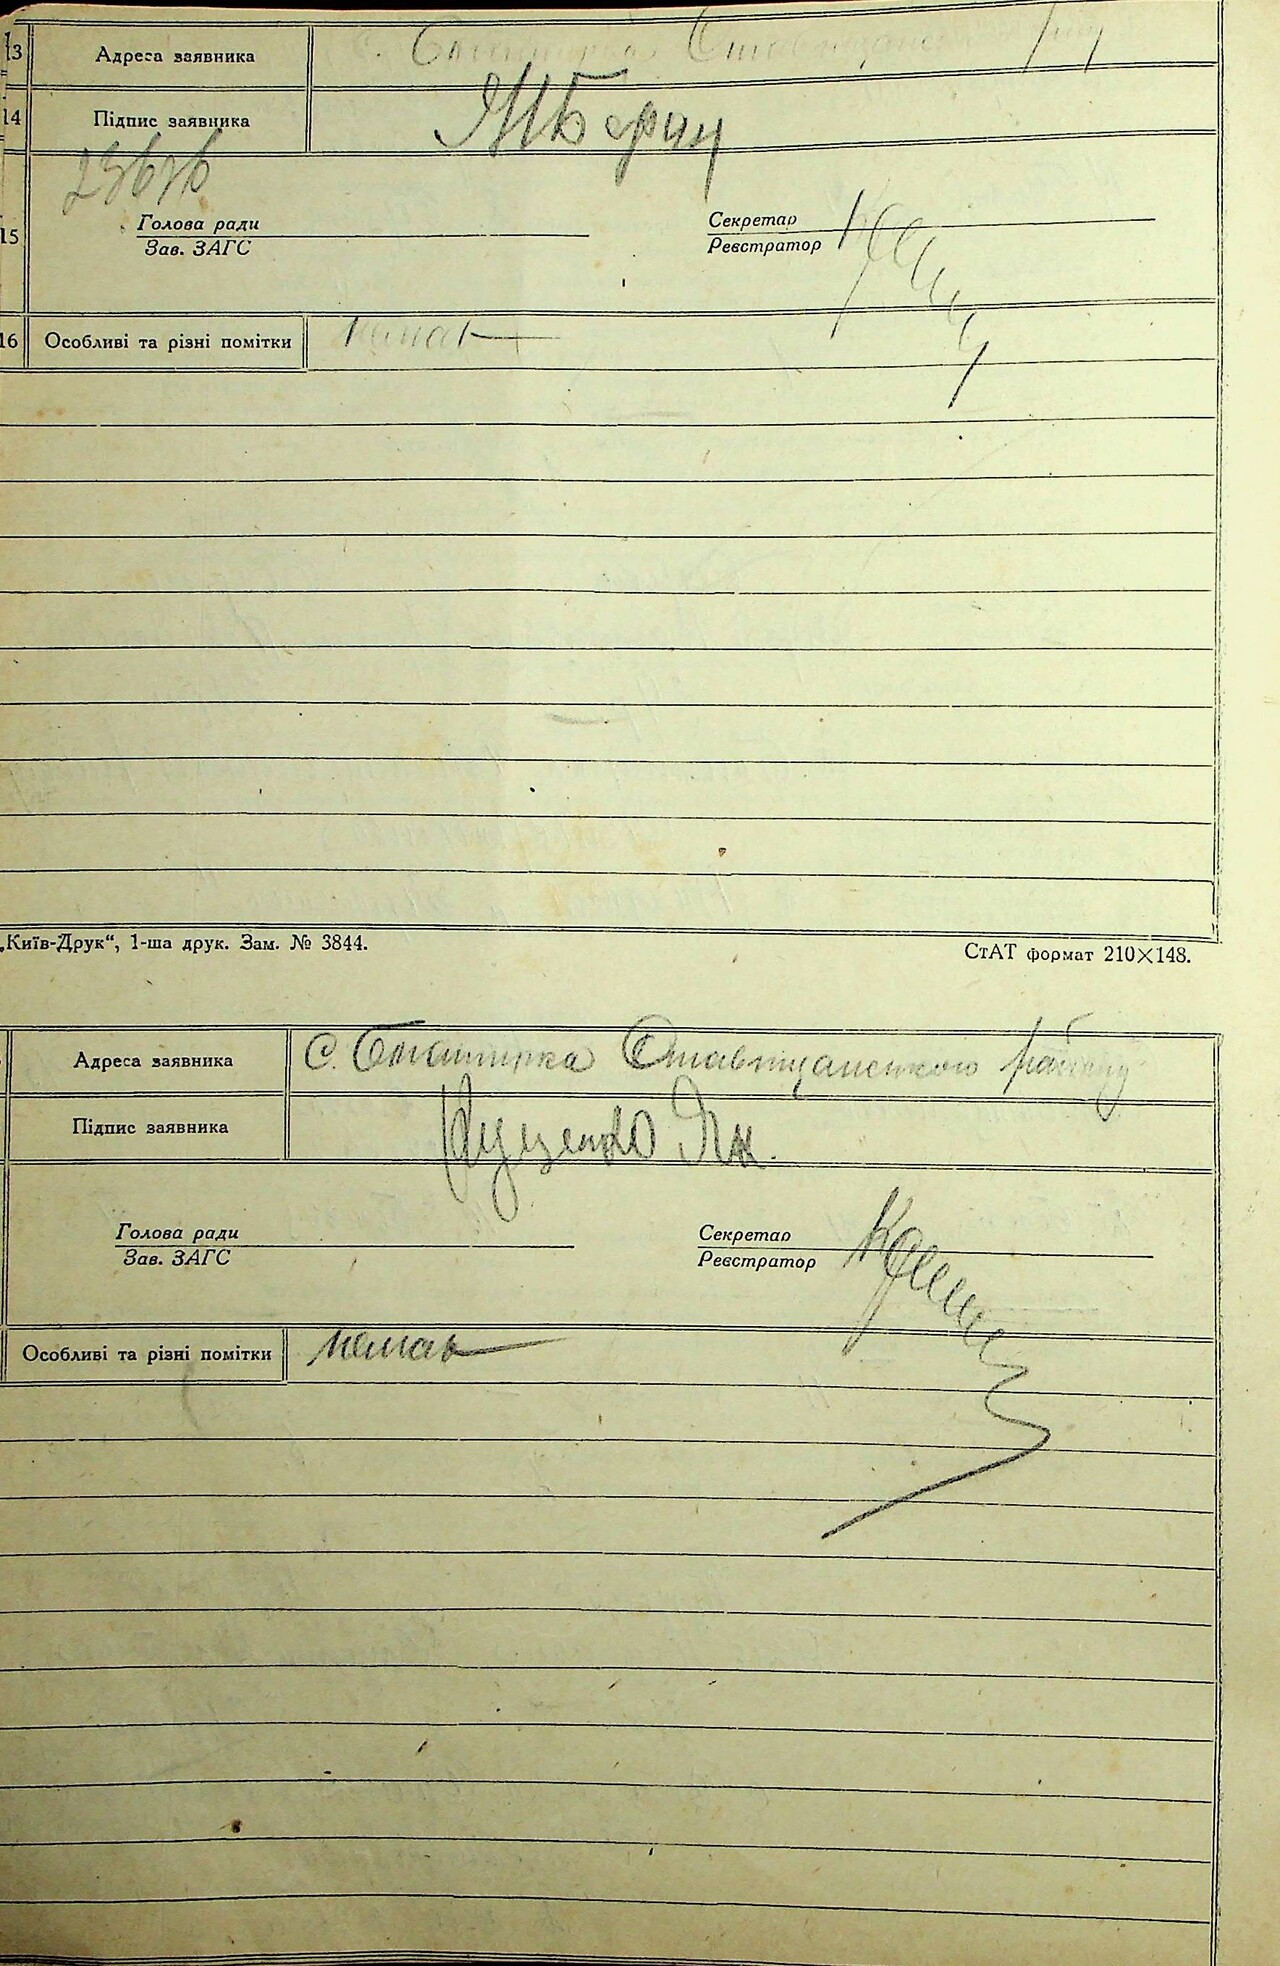 13 Адреса заявника с.
14 Підпис заявника
15 Голова ради Секретар
Зав. ЗАГС Реєстратор
16 Особливі та різні помітки немає
„Київ-Друк“, 1-ша друк. Зам. № 3844. СтАТ формат 210×148.
Адреса заявника С. Ставищанського району
Підпис заявника Куценко
Голова ради Секретар
Зав. ЗАГС Реєстратор
Особливі та різні помітки немає